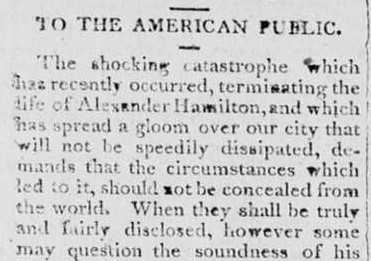 TO THE AMERICAN PUBLIC.
The shocking catastrophe which
has recently occurred, terminating the
life of Alexander Hamilton, and which
has spread a gloom over our city that
will not be speedily dissipated, de-
mands that the circumstances which
led to it, should not be concealed from
the world. When they shall be truly
and fairly disclosed, however some
may question the soundness of his